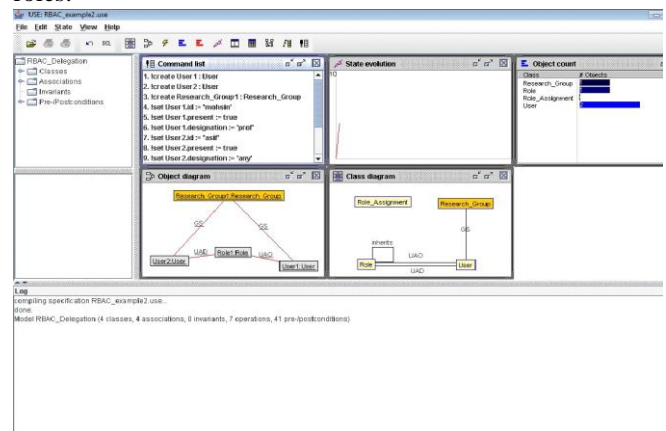 USE: RBAC_example2.use
File Edit State View Help
RBAC_Delegation
Classes
Associations
Invariants
Pre-/Postconditions
Command list
1. !create User1 : User
2. !create User2 : User
3. !create Research_Group1 : Research_Group
4. !set User1.id := "mohsin"
5. !set User1.present := true
6. !set User1.designation := "prof"
7. !set User2.id := "asif"
8. !set User2.present := true
9. !set User2.designation := "any"
State evolution
10
Object count
Class # Objects
Research_Group
Role
Role_Assignment
User
Object diagram
Research_Group1:Research_Group
GS GS
UAD Role1:Role UAO
User2:User User1:User
Class diagram
Role_Assignment Research_Group
GS
inherits
UAO
Role User
UAD
Log
compiling specification RBAC_example2.use...
done.
Model RBAC_Delegation (4 classes, 4 associations, 0 invariants, 7 operations, 41 pre-/postconditions)